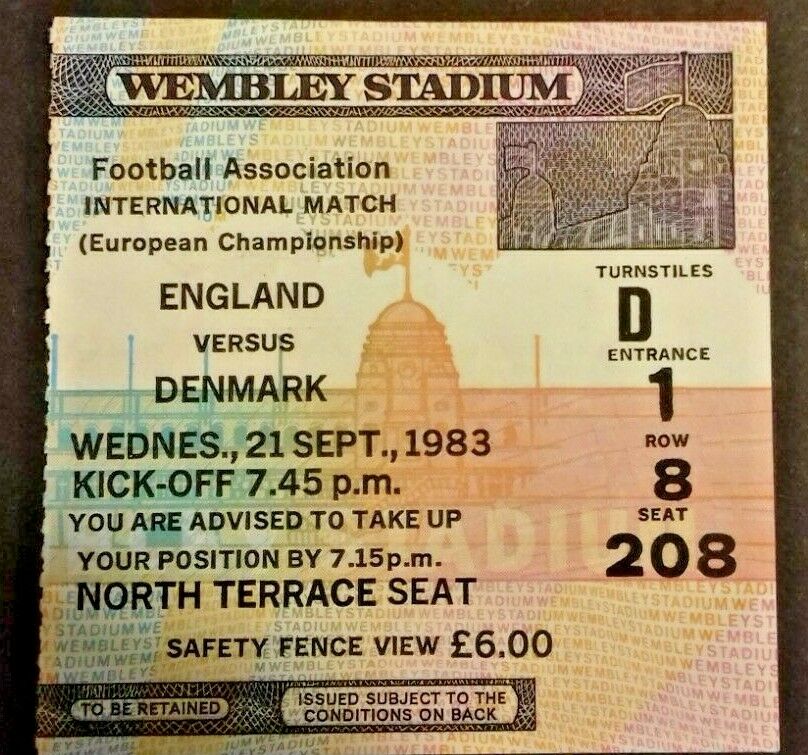 WEMBLEY STADIUM
Football Association
INTERNATIONAL MATCH
(European Championship)
ENGLAND
VERSUS
DENMARK
WEDNES., 21 SEPT., 1983
KICK-OFF 7.45 p.m.
YOU ARE ADVISED TO TAKE UP
YOUR POSITION BY 7.15p.m.
NORTH TERRACE SEAT
SAFETY FENCE VIEW £6.00
TURNSTILES
D
ENTRANCE
1
ROW
8
SEAT
208
STADIUM
TO BE RETAINED
ISSUED SUBJECT TO THE
CONDITIONS ON BACK